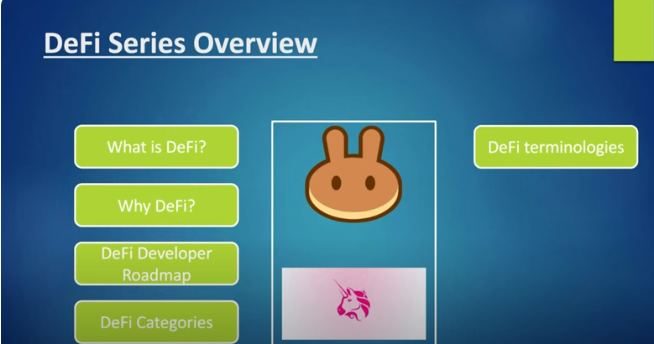 DeFi Series Overview
What is DeFi?
Why DeFi?
DeFi Developer
Roadmap
DeFi Categories
DeFi terminologies